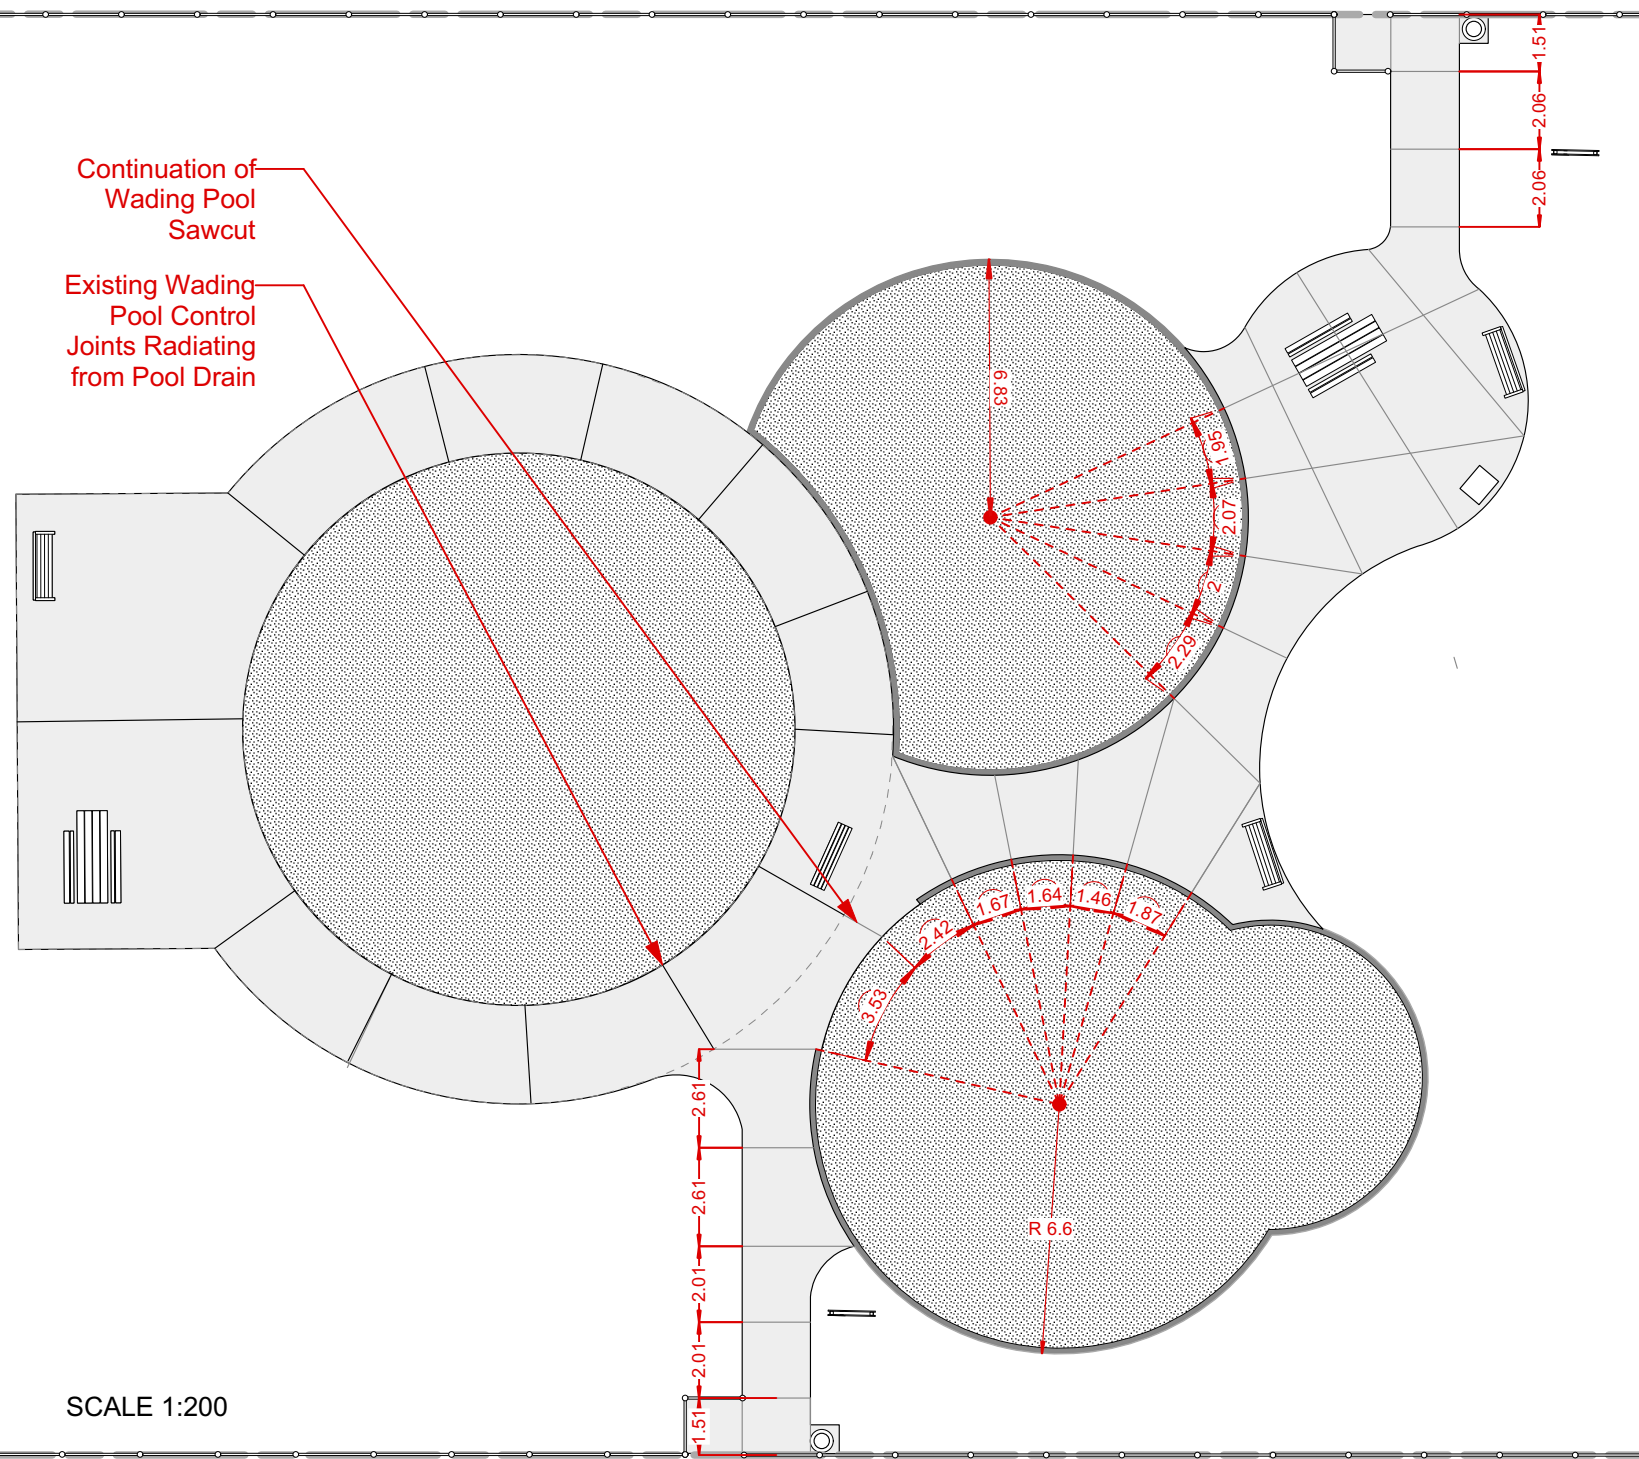 1.51
2.06
2.06
Continuation of
Wading Pool
Sawcut
Existing Wading
Pool Control
Joints Radiating
from Pool Drain
6.83
1.95
2.07
2
2.29
1.67
1.64
1.46
1.87
2.42
3.53
2.61
2.61
2.01
2.01
1.51
R 6.6
SCALE 1:200